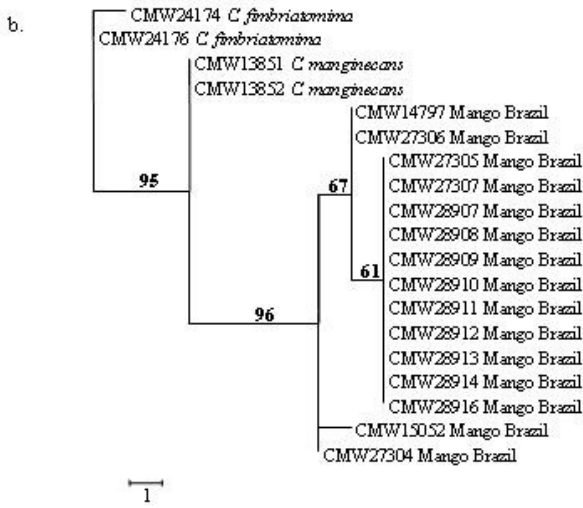 b.
CMW24174 C. fimbriatomima
CMW24176 C. fimbriatomima
CMW13851 C. manginecans
CMW13852 C. manginecans
CMW14797 Mango Brazil
CMW27306 Mango Brazil
CMW27305 Mango Brazil
95
67
CMW27307 Mango Brazil
CMW28907 Mango Brazil
CMW28908 Mango Brazil
CMW28909 Mango Brazil
61
CMW28910 Mango Brazil
CMW28911 Mango Brazil
96
CMW28912 Mango Brazil
CMW28913 Mango Brazil
CMW28914 Mango Brazil
CMW28916 Mango Brazil
CMW15052 Mango Brazil
CMW27304 Mango Brazil
1